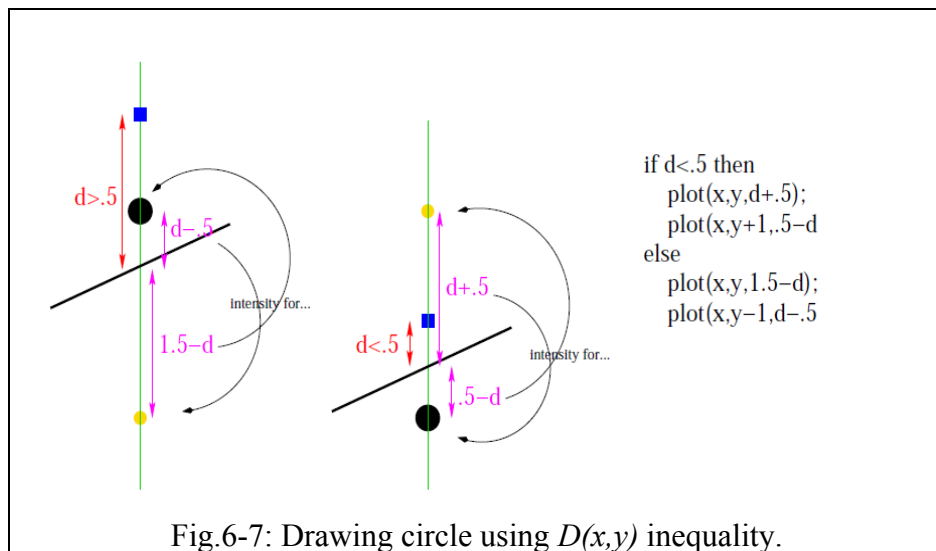 d>.5
d-.5
intensity for...
1.5-d
d+.5
d<.5
intensity for...
.5-d
if d<.5 then
plot(x,y,d+.5);
plot(x,y+1,.5-d
else
plot(x,y,1.5-d);
plot(x,y-1,d-.5
Fig.6-7: Drawing circle using D(x,y) inequality.